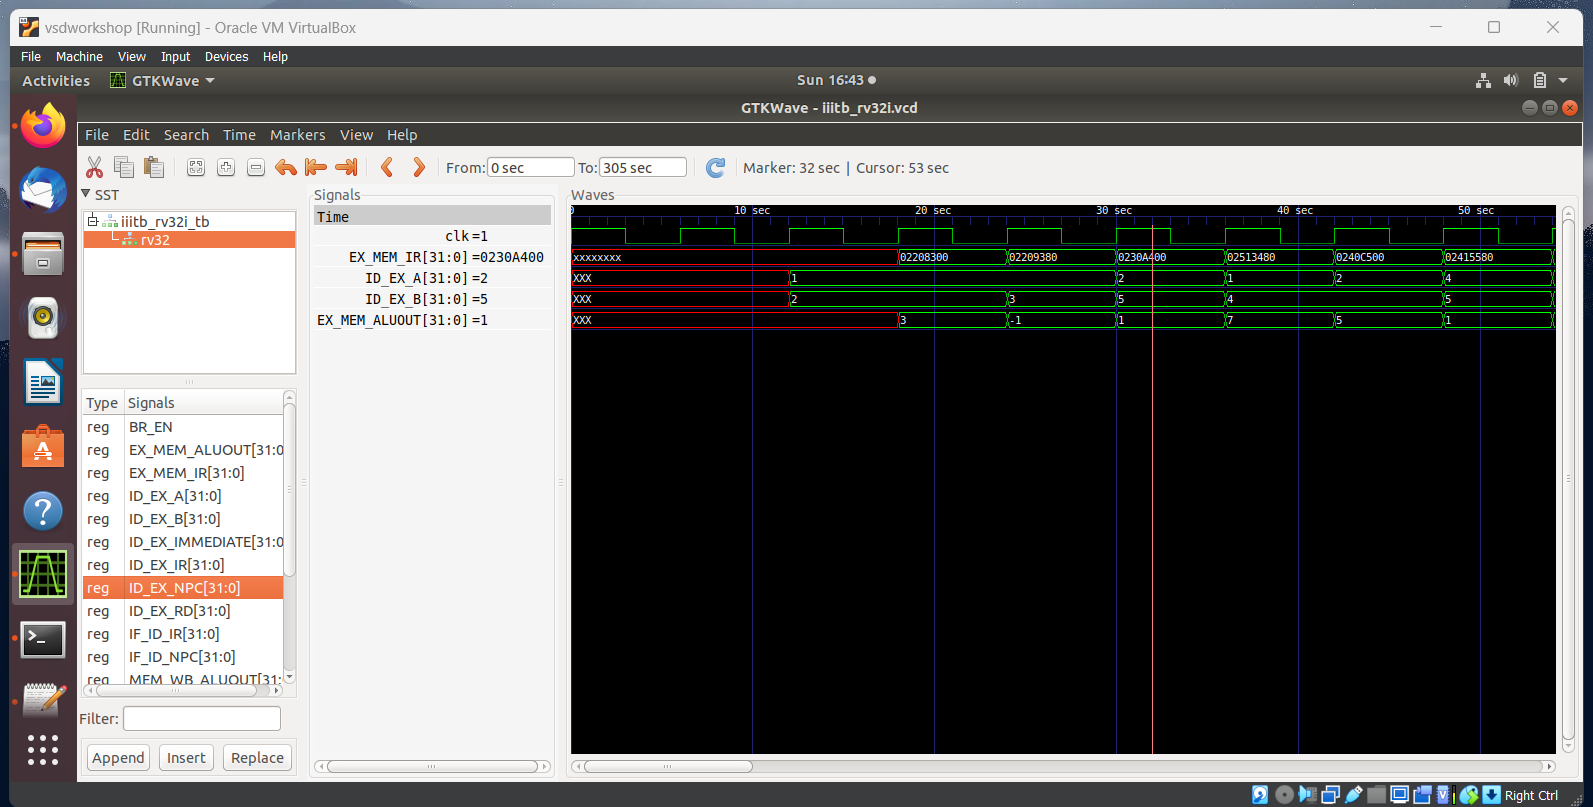 vsdworkshop [Running] - Oracle VM VirtualBox
File Machine View Input Devices Help
Activities GTKWave Sun 16:43
GTKWave - iiitb_rv32i.vcd
File Edit Search Time Markers View Help
From: 0 sec To: 305 sec Marker: 32 sec | Cursor: 53 sec
SST
iiitb_rv32i_tb
rv32
Type Signals
reg BR_EN
reg EX_MEM_ALUOUT[31:0
reg EX_MEM_IR[31:0]
reg ID_EX_A[31:0]
reg ID_EX_B[31:0]
reg ID_EX_IMMEDIATE[31:0
reg ID_EX_IR[31:0]
reg ID_EX_NPC[31:0]
reg ID_EX_RD[31:0]
reg IF_ID_IR[31:0]
reg IF_ID_NPC[31:0]
reg MEM_WB_ALUOUT[31:0
Filter:
Append Insert Replace
Signals
Time
clk=1
EX_MEM_IR[31:0]=0230A400
ID_EX_A[31:0]=2
ID_EX_B[31:0]=5
EX_MEM_ALUOUT[31:0]=1
Waves
0 10 sec 20 sec 30 sec 40 sec 50 sec
xxxxxxxx 02208300 02209380 0230A400 02513480 0240C500 02415580
XXX 1 2 1 2 4
XXX 2 3 5 4 5
XXX 3 -1 1 7 5 1
Right Ctrl